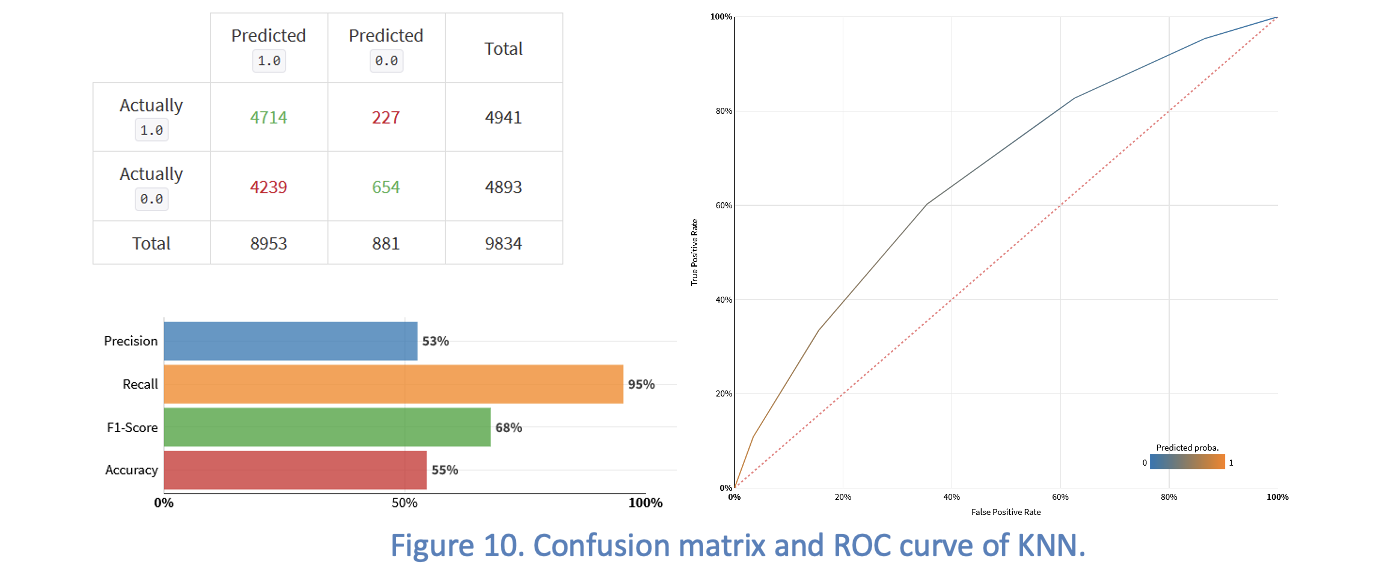 Predicted 1.0 Predicted 0.0 Total
Actually 1.0 4714 227 4941
Actually 0.0 4239 654 4893
Total 8953 881 9834
Precision 53%
Recall 95%
F1-Score 68%
Accuracy 55%
0% 50% 100%
100%
80%
60%
40%
20%
0%
True Positive Rate
Predicted proba.
0 1
0% 20% 40% 60% 80% 100%
False Positive Rate
Figure 10. Confusion matrix and ROC curve of KNN.